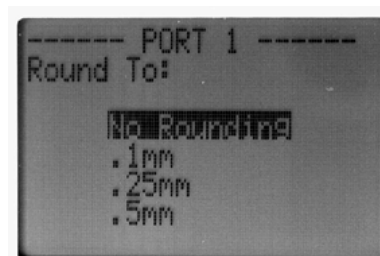 ------ PORT 1 ------
Round To:
No Rounding
.1mm
.25mm
.5mm